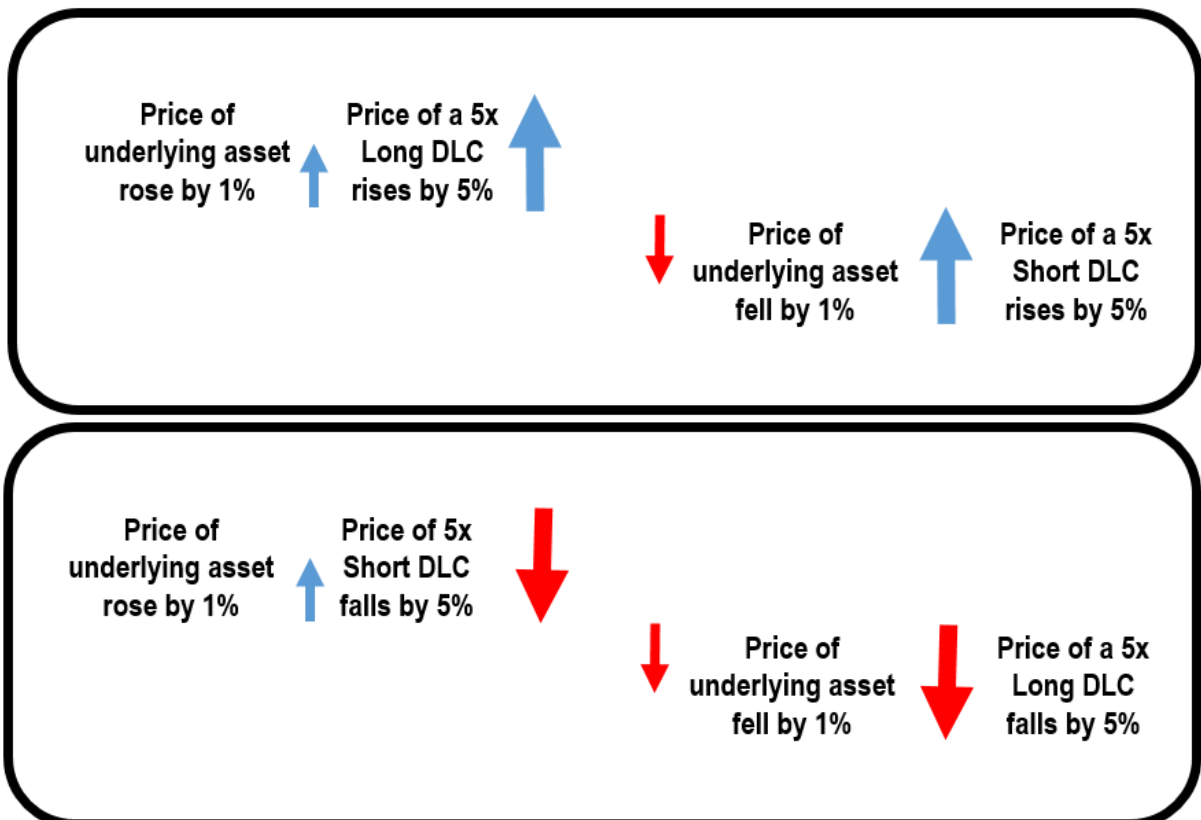 Price of
underlying asset
rose by 1%
Price of a 5x
Long DLC
rises by 5%
Price of
underlying asset
fell by 1%
Price of a 5x
Short DLC
rises by 5%
Price of
underlying asset
rose by 1%
Price of 5x
Short DLC
falls by 5%
Price of
underlying asset
fell by 1%
Price of a 5x
Long DLC
falls by 5%